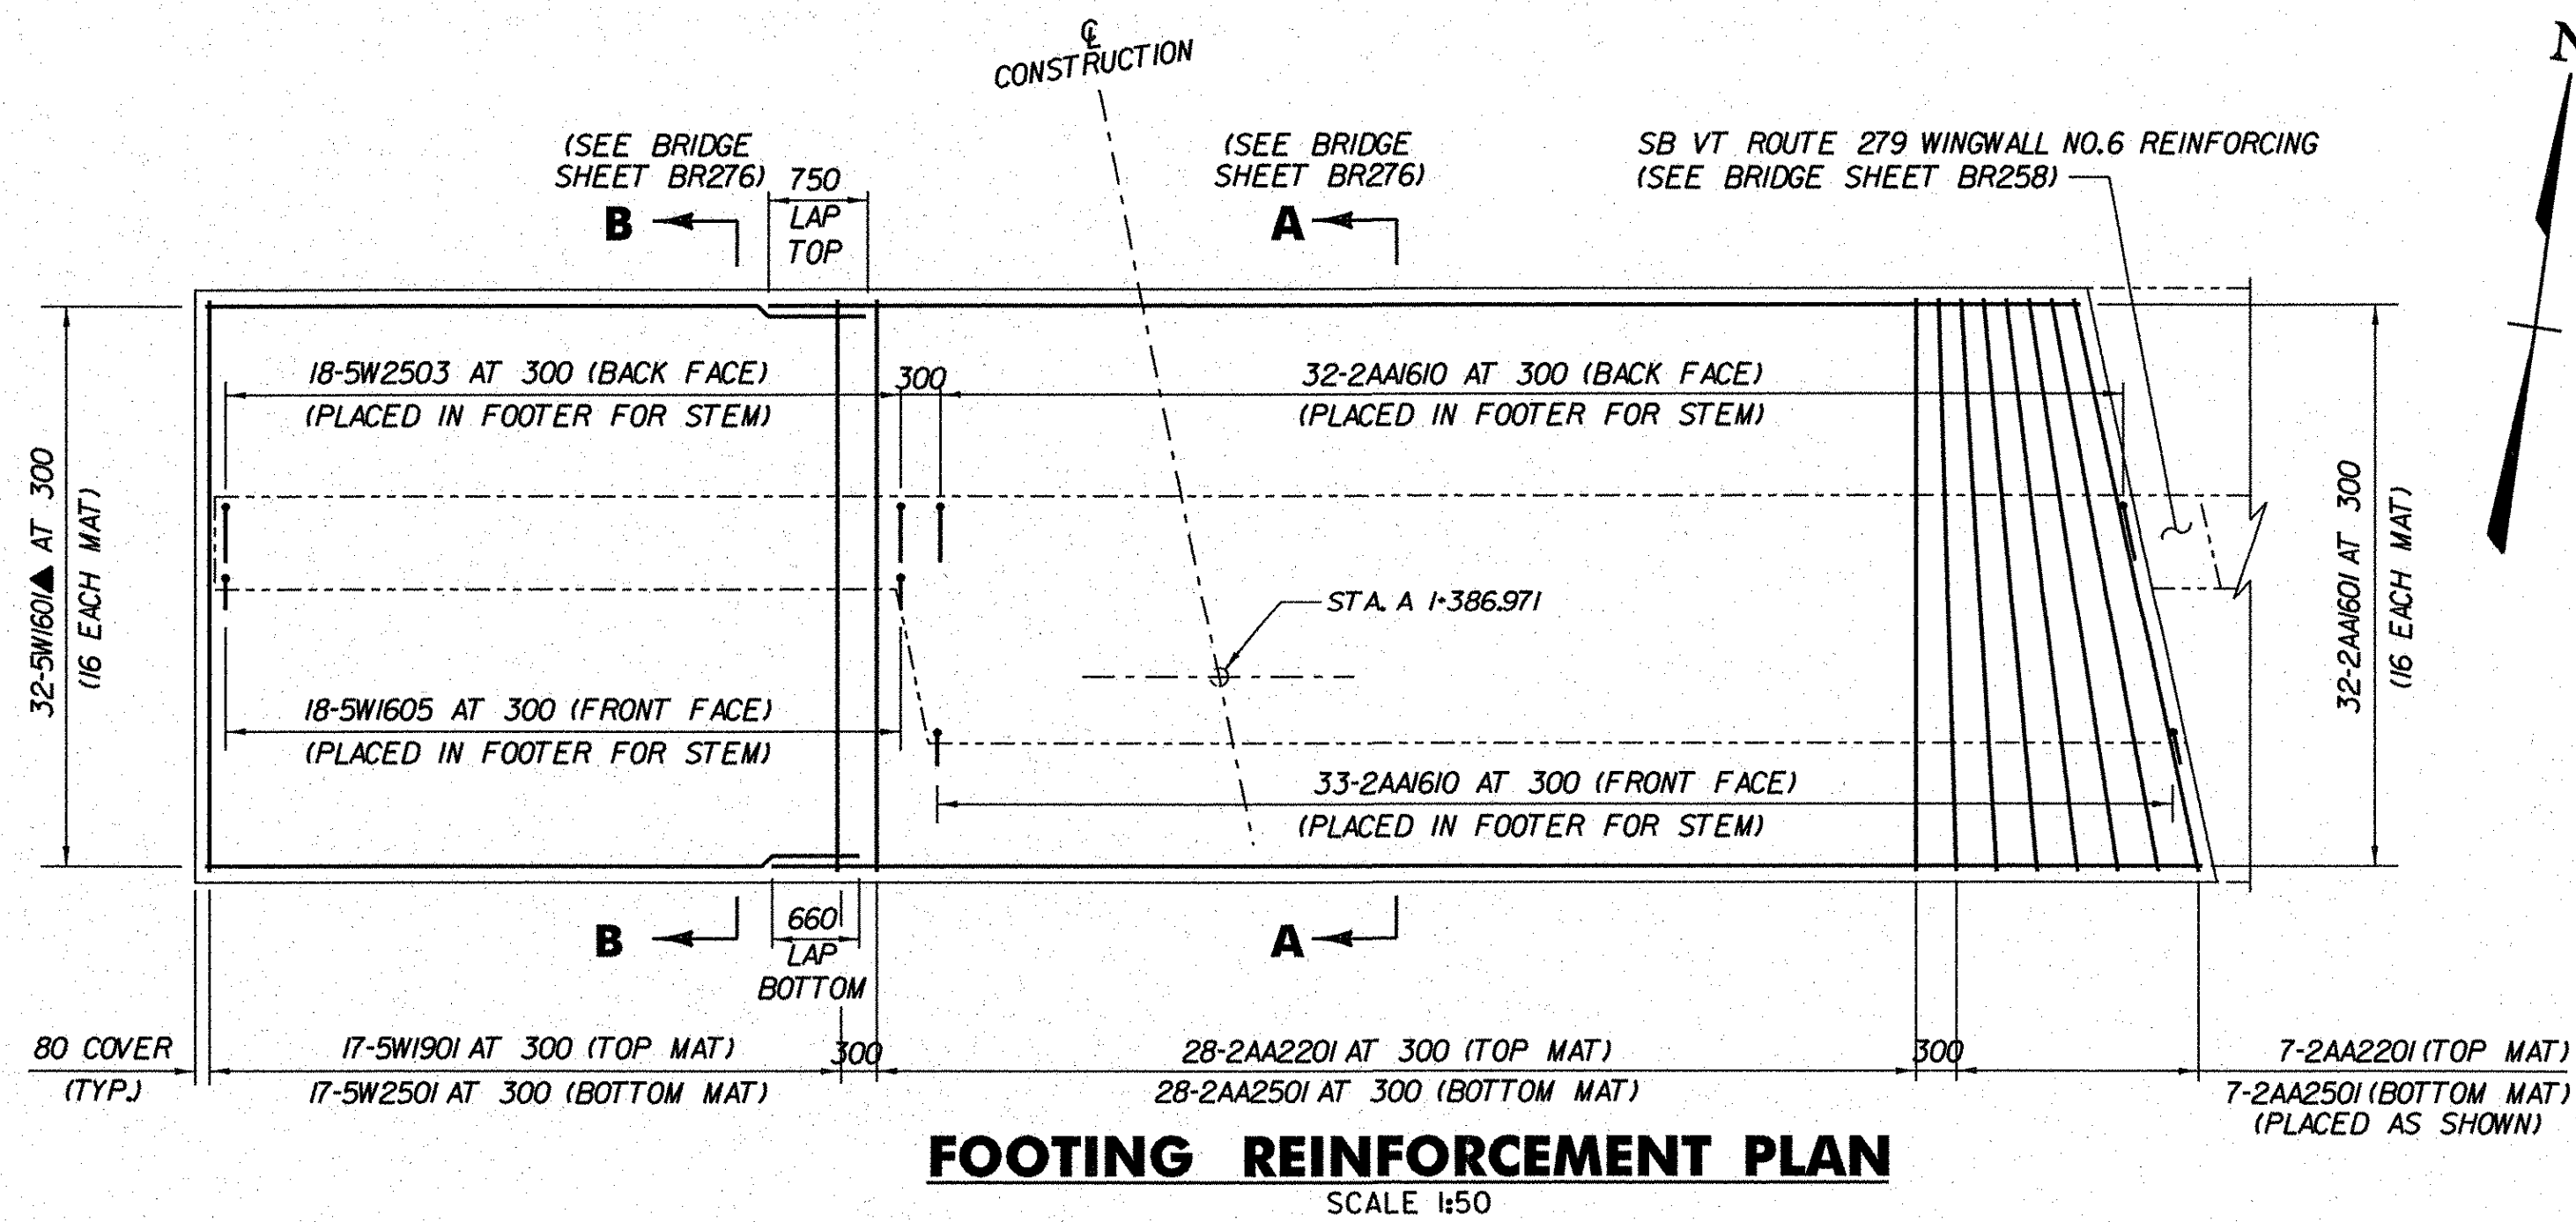 ℄
CONSTRUCTION
N
(SEE BRIDGE
SHEET BR276)
750
LAP
TOP
B
(SEE BRIDGE
SHEET BR276)
A
SB VT ROUTE 279 WINGWALL NO.6 REINFORCING
(SEE BRIDGE SHEET BR258)
18-5W2503 AT 300 (BACK FACE)
(PLACED IN FOOTER FOR STEM)
300
32-2AA1610 AT 300 (BACK FACE)
(PLACED IN FOOTER FOR STEM)
32-5W1601▲ AT 300
(16 EACH MAT)
32-2AA1601 AT 300
(16 EACH MAT)
STA. A 1+386.971
18-5W1605 AT 300 (FRONT FACE)
(PLACED IN FOOTER FOR STEM)
33-2AA1610 AT 300 (FRONT FACE)
(PLACED IN FOOTER FOR STEM)
B
660
LAP
BOTTOM
A
80 COVER
(TYP.)
17-5W1901 AT 300 (TOP MAT)
17-5W2501 AT 300 (BOTTOM MAT)
300
28-2AA2201 AT 300 (TOP MAT)
28-2AA2501 AT 300 (BOTTOM MAT)
300
7-2AA2201 (TOP MAT)
7-2AA2501 (BOTTOM MAT)
(PLACED AS SHOWN)
FOOTING REINFORCEMENT PLAN
SCALE 1:50